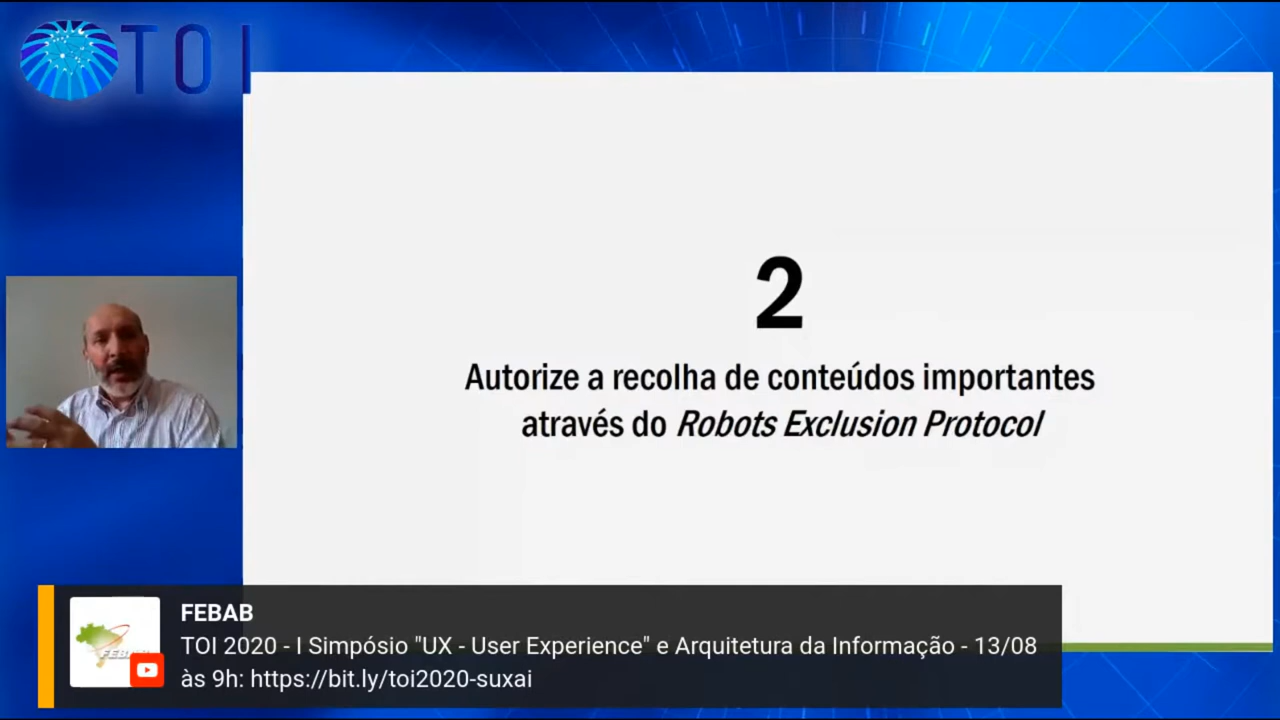 TOI
2
Autorize a recolha de conteúdos importantes
através do Robots Exclusion Protocol
FEBAB
TOI 2020 - I Simpósio "UX - User Experience" e Arquitetura da Informação - 13/08
às 9h: https://bit.ly/toi2020-suxai